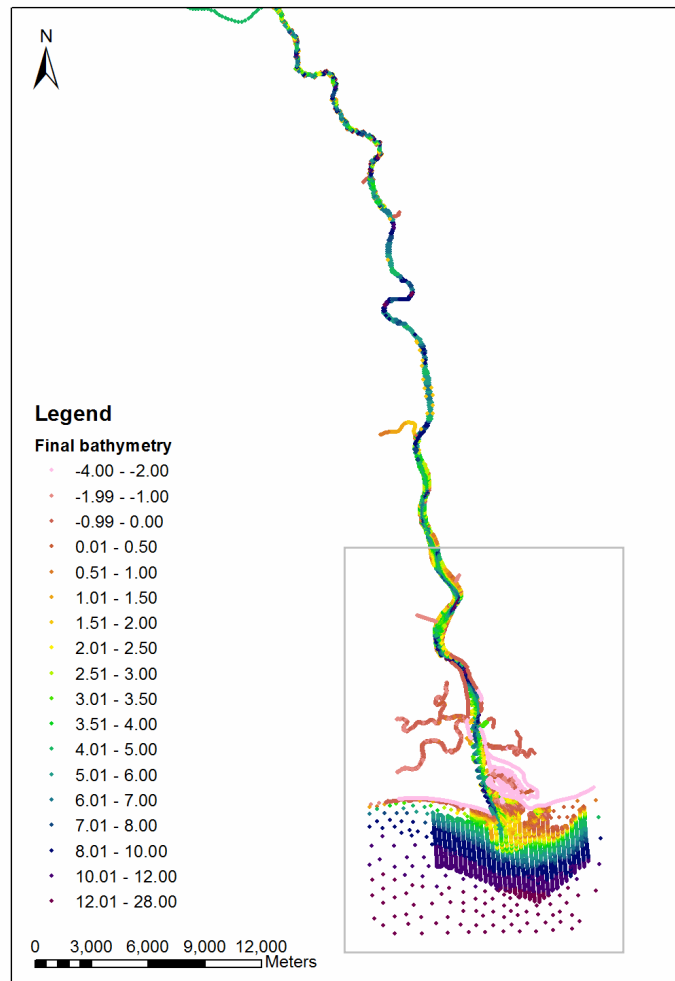 N
Legend
Final bathymetry
-4.00 - -2.00
-1.99 - -1.00
-0.99 - 0.00
0.01 - 0.50
0.51 - 1.00
1.01 - 1.50
1.51 - 2.00
2.01 - 2.50
2.51 - 3.00
3.01 - 3.50
3.51 - 4.00
4.01 - 5.00
5.01 - 6.00
6.01 - 7.00
7.01 - 8.00
8.01 - 10.00
10.01 - 12.00
12.01 - 28.00
0 3,000 6,000 9,000 12,000
Meters